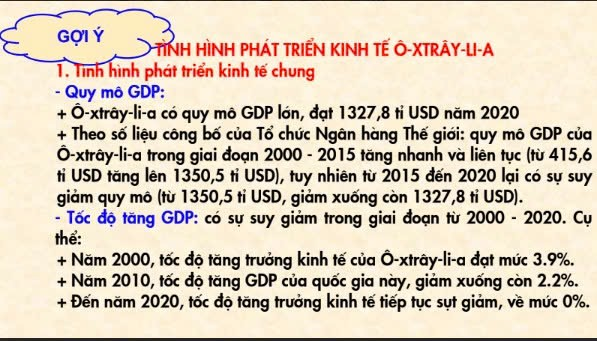 GỢI Ý
TÌNH HÌNH PHÁT TRIỂN KINH TẾ Ô-XTRÂY-LI-A
1. Tình hình phát triển kinh tế chung
- Quy mô GDP:
+ Ô-xtrây-li-a có quy mô GDP lớn, đạt 1327,8 tỉ USD năm 2020
+ Theo số liệu công bố của Tổ chức Ngân hàng Thế giới: quy mô GDP của
Ô-xtrây-li-a trong giai đoạn 2000 - 2015 tăng nhanh và liên tục (từ 415,6
tỉ USD tăng lên 1350,5 tỉ USD), tuy nhiên từ 2015 đến 2020 lại có sự suy
giảm quy mô (từ 1350,5 tỉ USD, giảm xuống còn 1327,8 tỉ USD).
- Tốc độ tăng GDP: có sự suy giảm trong giai đoạn từ 2000 - 2020. Cụ
thể:
+ Năm 2000, tốc độ tăng trưởng kinh tế của Ô-xtrây-li-a đạt mức 3.9%.
+ Năm 2010, tốc độ tăng GDP của quốc gia này, giảm xuống còn 2.2%.
+ Đến năm 2020, tốc độ tăng trưởng kinh tế tiếp tục sụt giảm, về mức 0%.